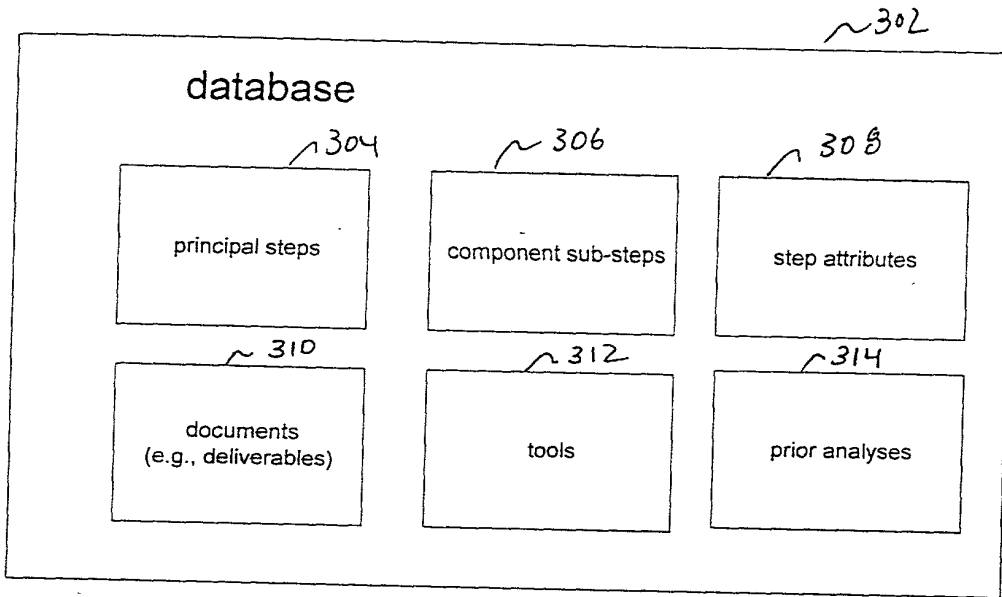 302
database
304
306
308
principal steps
component sub-steps
step attributes
310
312
314
documents
(e.g., deliverables)
tools
prior analyses